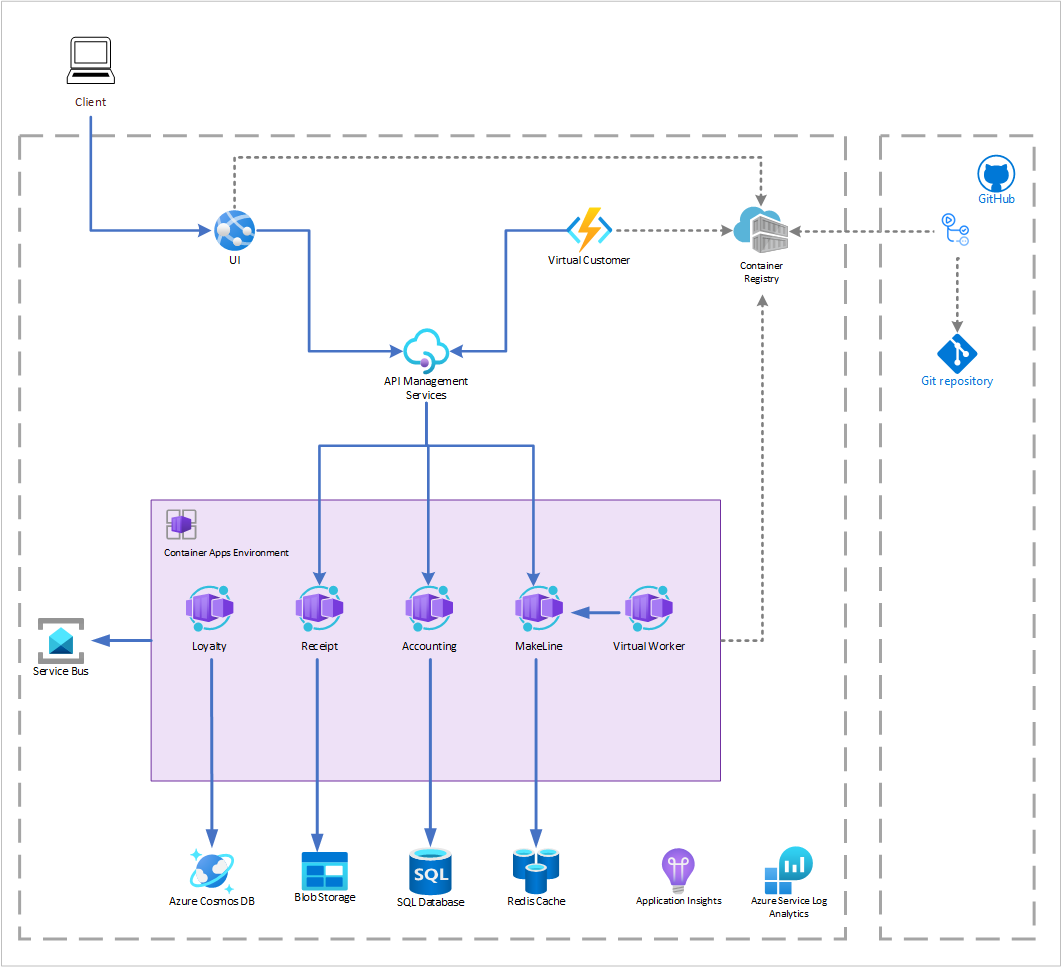 Client
GitHub
UI
Virtual Customer
Container
Registry
API Management
Services
Git repository
Container Apps Environment
Loyalty
Receipt
Accounting
MakeLine
Virtual Worker
Service Bus
Azure Cosmos DB
Blob Storage
SQL
SQL Database
Redis Cache
Application Insights
Azure Service Log
Analytics